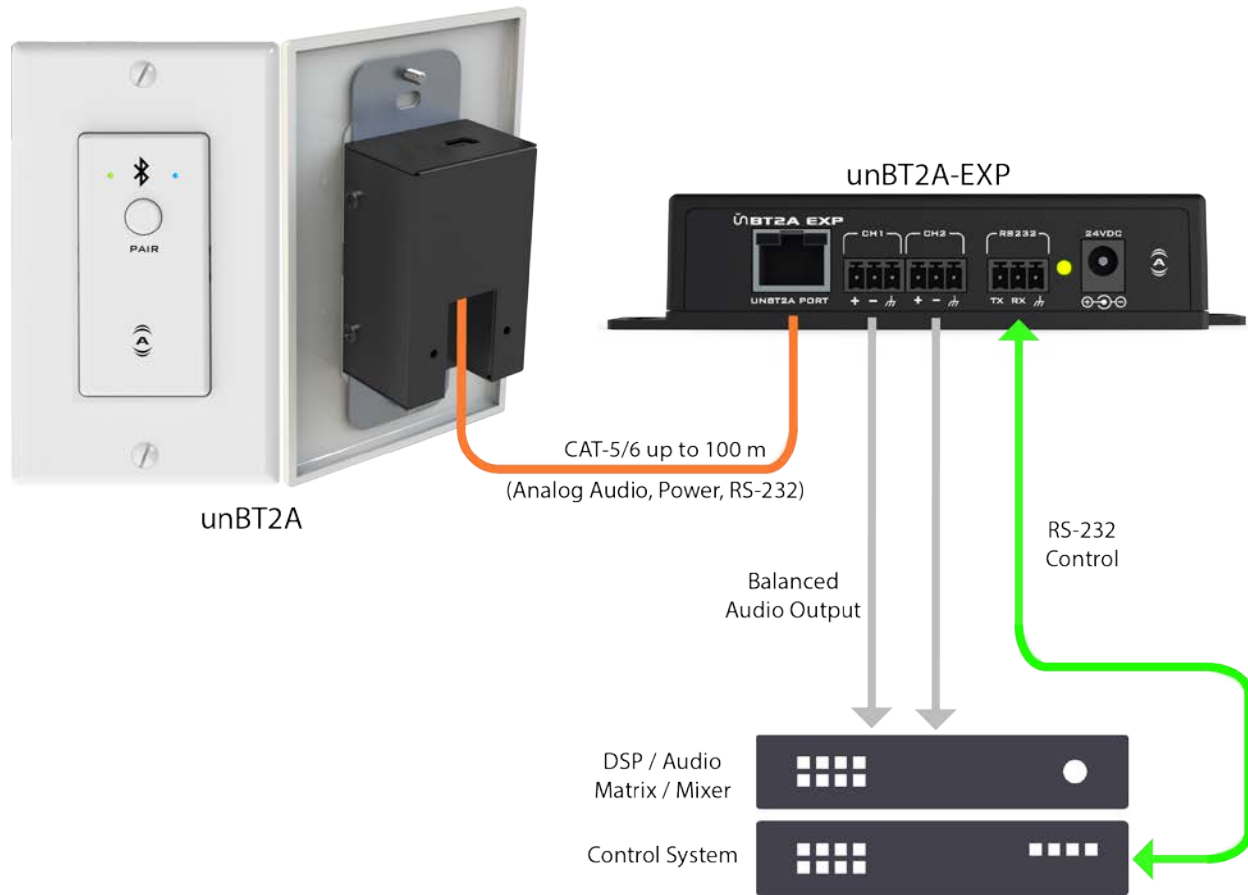 PAIR
A
unBT2A
unBT2A-EXP
ŭnBT2A EXP
CH1
CH2
RS232
24VDC
A
UNBT2A PORT
+ −
+ −
TX RX
CAT-5/6 up to 100 m
(Analog Audio, Power, RS-232)
RS-232
Control
Balanced
Audio Output
DSP / Audio
Matrix / Mixer
Control System